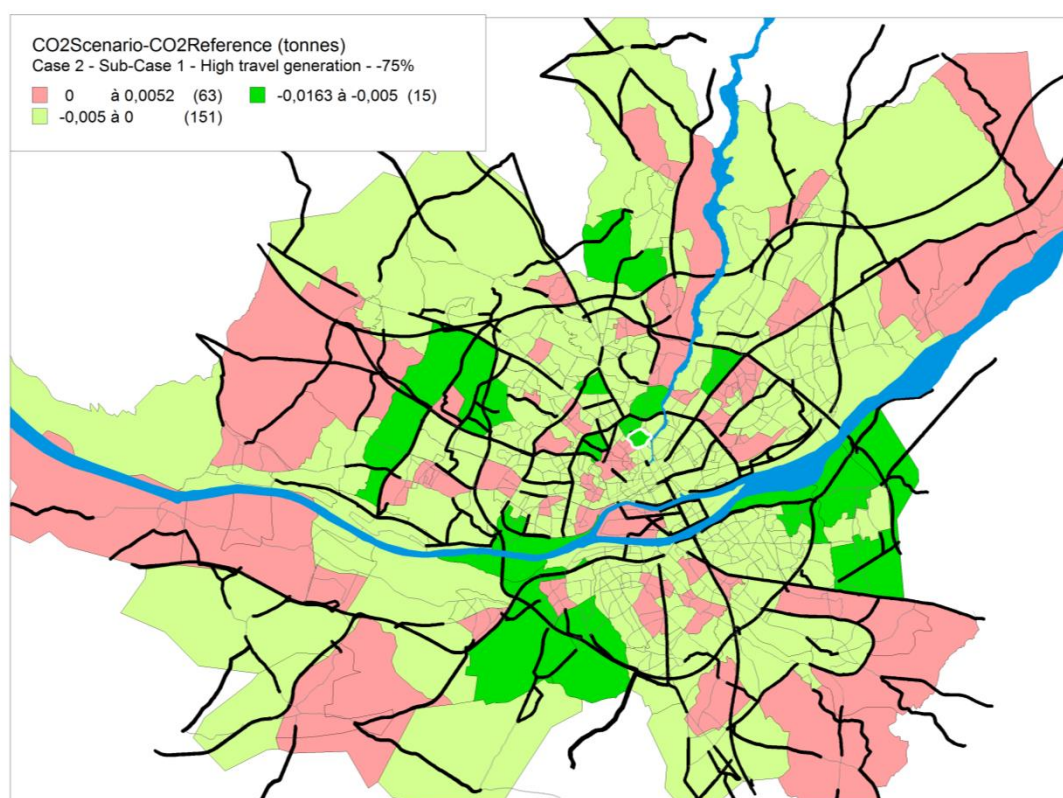 CO2Scenario-CO2Reference (tonnes)
Case 2 - Sub-Case 1 - High travel generation - -75%
0 à 0,0052 (63) -0,0163 à -0,005 (15)
-0,005 à 0 (151)